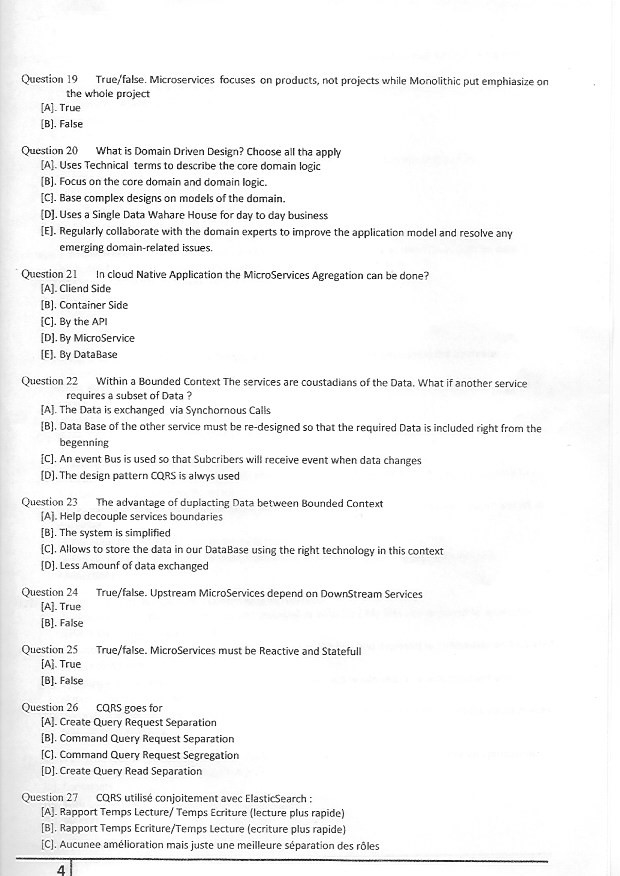 Question 19 True/false. Microservices focuses on products, not projects while Monolithic put emphiasize on
the whole project
[A]. True
[B]. False
Question 20 What is Domain Driven Design? Choose all tha apply
[A]. Uses Technical terms to describe the core domain logic
[B]. Focus on the core domain and domain logic.
[C]. Base complex designs on models of the domain.
[D]. Uses a Single Data Wahare House for day to day business
[E]. Regularly collaborate with the domain experts to improve the application model and resolve any
emerging domain-related issues.
Question 21 In cloud Native Application the MicroServices Agregation can be done?
[A]. Cliend Side
[B]. Container Side
[C]. By the API
[D]. By MicroService
[E]. By DataBase
Question 22 Within a Bounded Context The services are coustadians of the Data. What if another service
requires a subset of Data ?
[A]. The Data is exchanged via Synchornous Calls
[B]. Data Base of the other service must be re-designed so that the required Data is included right from the
begenning
[C]. An event Bus is used so that Subcribers will receive event when data changes
[D]. The design pattern CQRS is alwys used
Question 23 The advantage of duplacting Data between Bounded Context
[A]. Help decouple services boundaries
[B]. The system is simplified
[C]. Allows to store the data in our DataBase using the right technology in this context
[D]. Less Amounf of data exchanged
Question 24 True/false. Upstream MicroServices depend on DownStream Services
[A]. True
[B]. False
Question 25 True/false. MicroServices must be Reactive and Statefull
[A]. True
[B]. False
Question 26 CQRS goes for
[A]. Create Query Request Separation
[B]. Command Query Request Separation
[C]. Command Query Request Segregation
[D]. Create Query Read Separation
Question 27 CQRS utilisé conjoitement avec ElasticSearch :
[A]. Rapport Temps Lecture/ Temps Ecriture (lecture plus rapide)
[B]. Rapport Temps Ecriture/Temps Lecture (ecriture plus rapide)
[C]. Aucunee amélioration mais juste une meilleure séparation des rôles
4